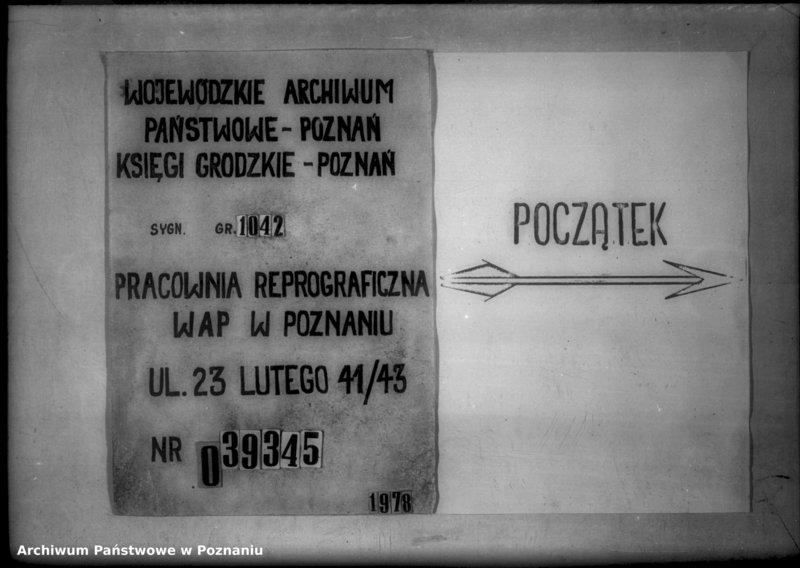 WOJEWÓDZKIE ARCHIWUM
PAŃSTWOWE - POZNAŃ
KSIĘGI GRODZKIE - POZNAŃ
SYGN. GR. 1042
PRACOWNIA REPROGRAFICZNA
WAP W POZNANIU
UL. 23 LUTEGO 41/43
NR 039345
1978
POCZĄTEK
Archiwum Państwowe w Poznaniu